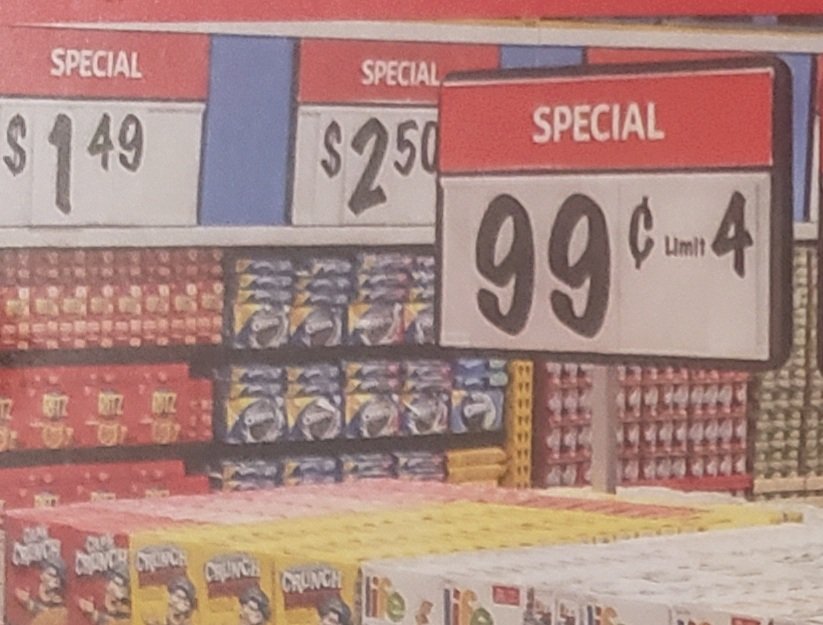 SPECIAL
$1 49
SPECIAL
$2 50
SPECIAL
99¢ Limit 4
RITZ
RITZ
RITZ
CAP'N
CRUNCH
CAP'N
CRUNCH
CRUNCH
CRUNCH
CRUNCH
life
life
life